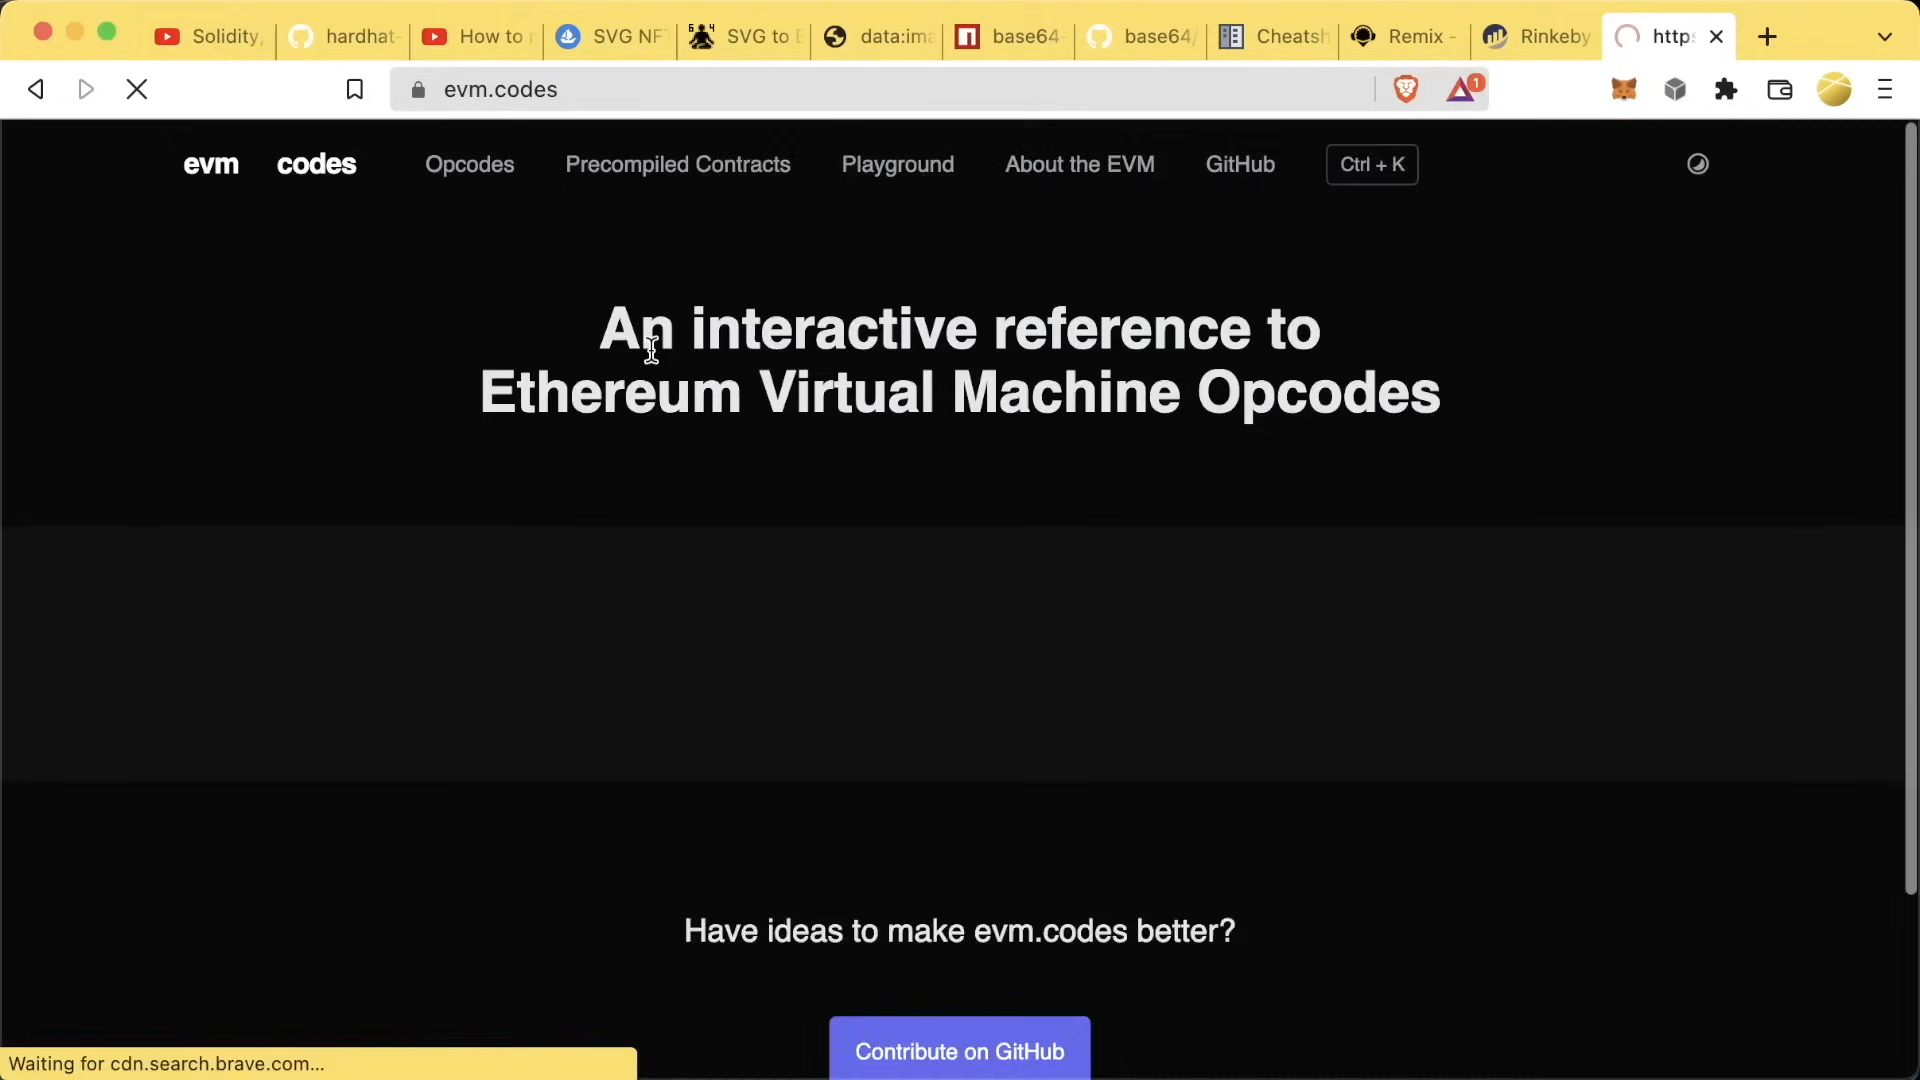 Solidity,
hardhat-
How to
SVG NF
SVG to
data:ima
base64-
base64/
Cheatsh
Remix -
Rinkeby
http
evm.codes
1
evm codes
Opcodes
Precompiled Contracts
Playground
About the EVM
GitHub
Ctrl + K
An interactive reference to
Ethereum Virtual Machine Opcodes
Have ideas to make evm.codes better?
Contribute on GitHub
Waiting for cdn.search.brave.com...